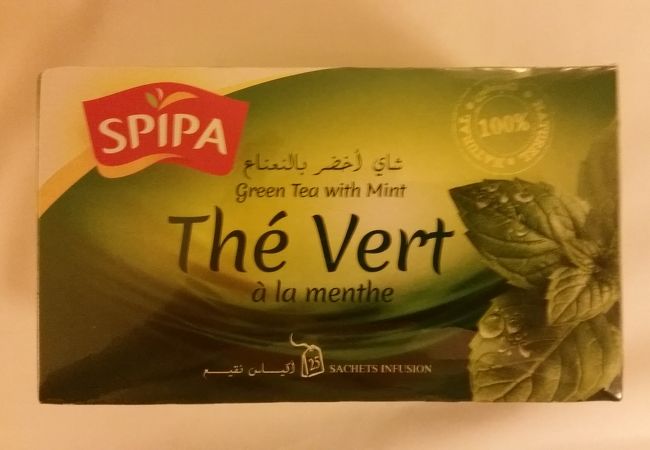 SPIPA
100%
شاي أخضر بالنعناع
Green Tea with Mint
Thé Vert
à la menthe
أكياس نقيع 25 SACHETS INFUSION